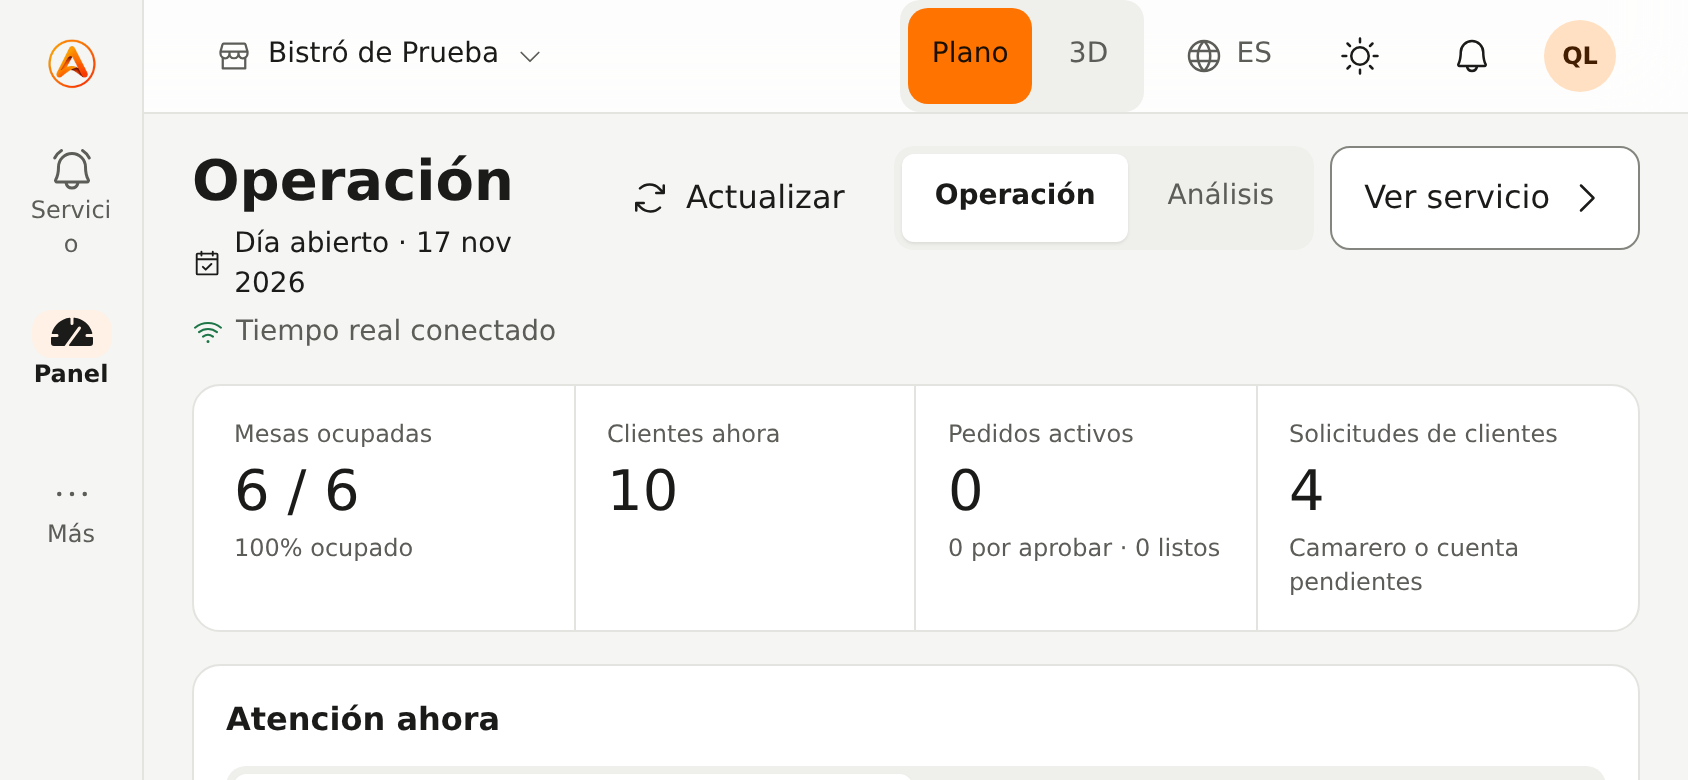 Bistró de Prueba
Plano
3D
ES
QL
Servici
o
Panel
Más
Operación
Día abierto · 17 nov
2026
Tiempo real conectado
Actualizar
Operación
Análisis
Ver servicio
Mesas ocupadas
6 / 6
100% ocupado
Clientes ahora
10
Pedidos activos
0
0 por aprobar · 0 listos
Solicitudes de clientes
4
Camarero o cuenta
pendientes
Atención ahora